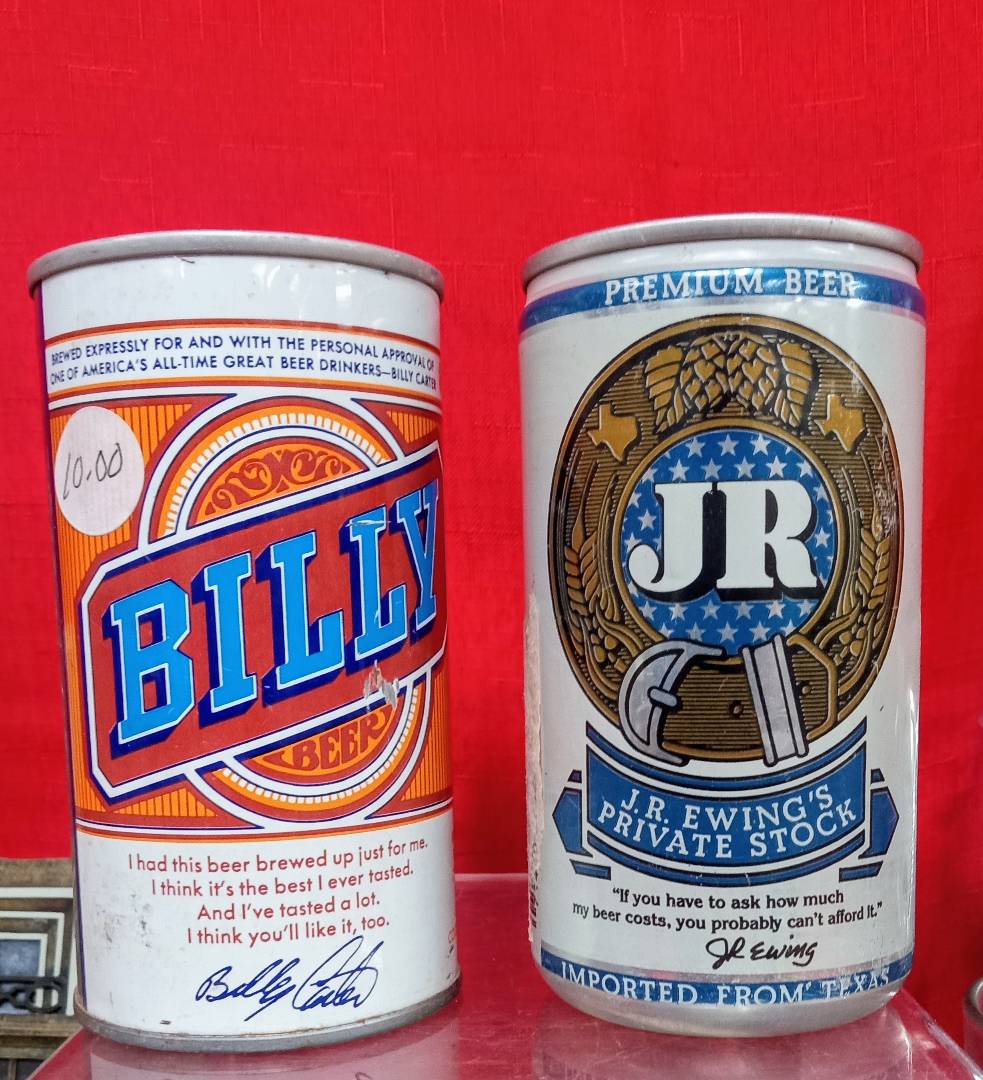 BREWED EXPRESSLY FOR AND WITH THE PERSONAL APPROVAL OF
ONE OF AMERICA'S ALL-TIME GREAT BEER DRINKERS—BILLY CARTER
10.00
BILLY
BEER
I had this beer brewed up just for me.
I think it's the best I ever tasted.
And I've tasted a lot.
I think you'll like it, too.
Billy Carter
PREMIUM BEER
JR
J.R. EWING'S
PRIVATE STOCK
"If you have to ask how much
my beer costs, you probably can't afford it."
JR Ewing
IMPORTED FROM TEXAS